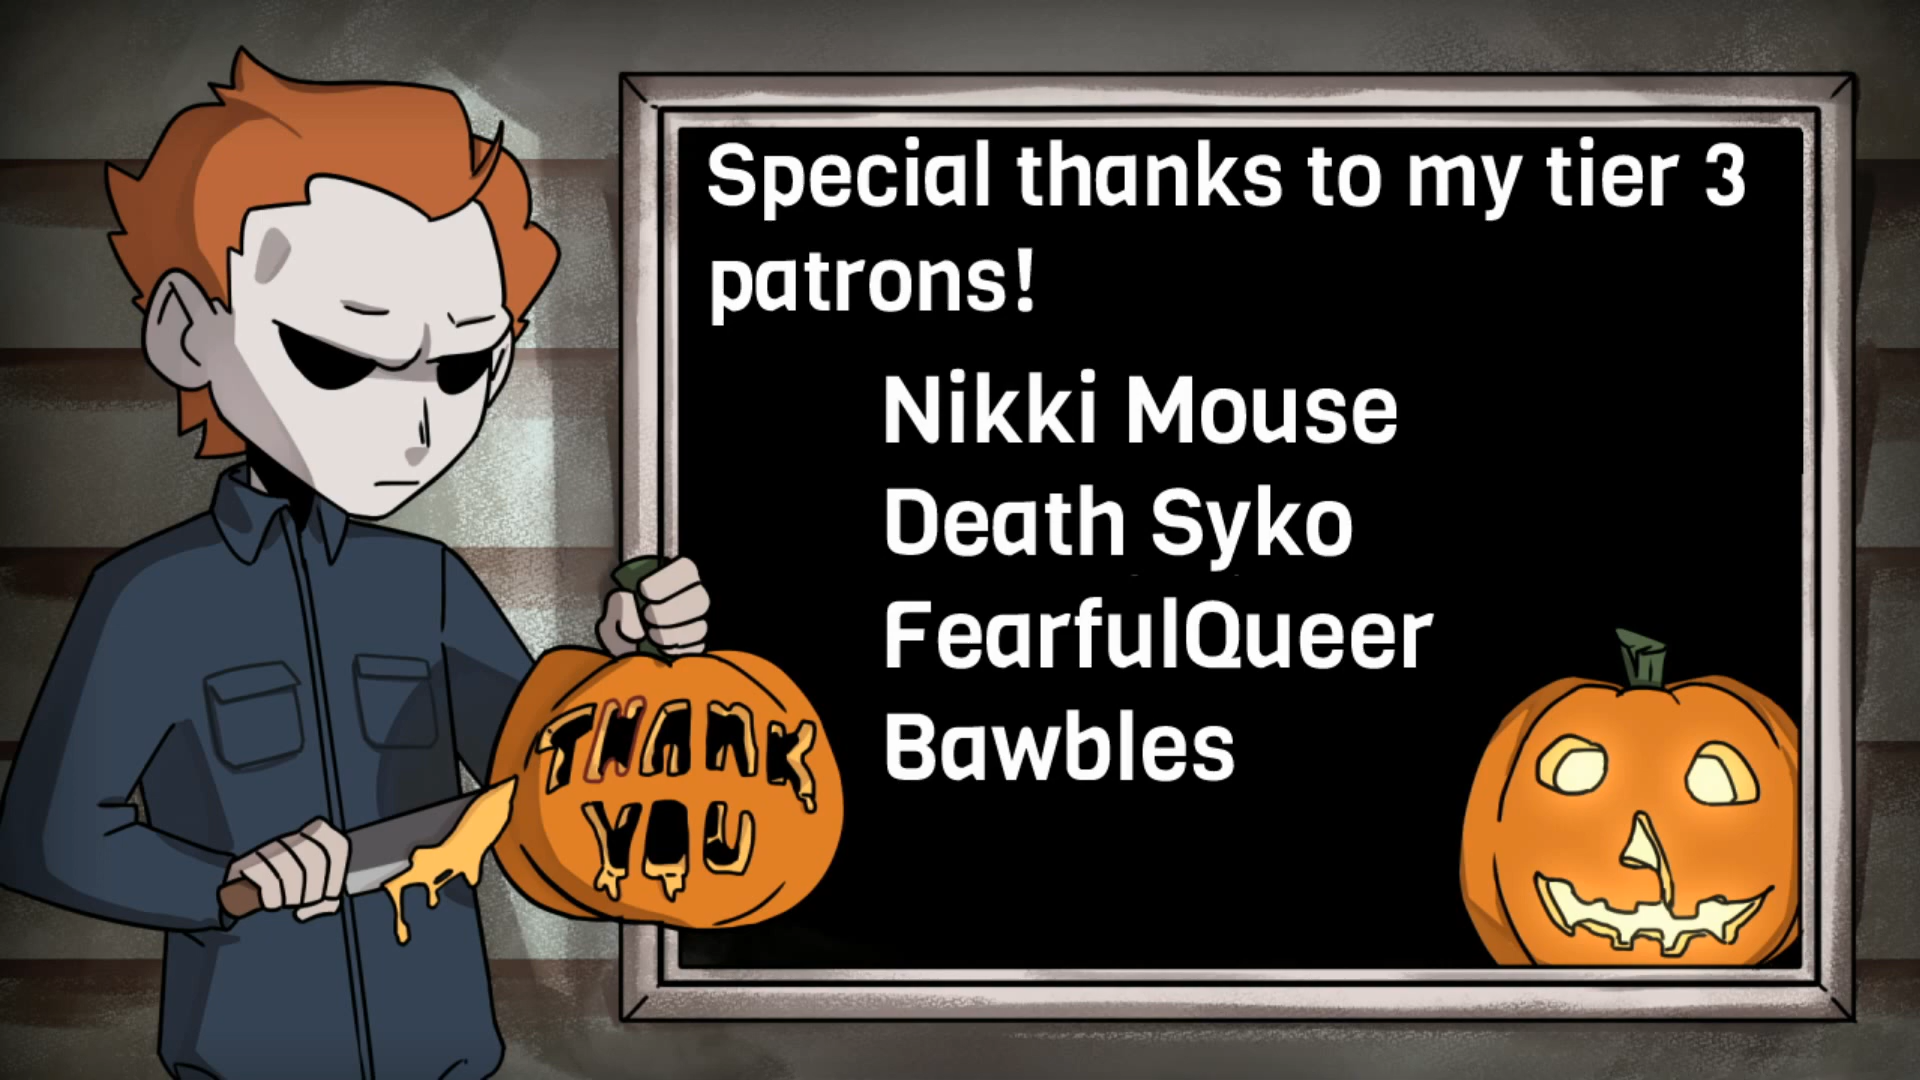 Special thanks to my tier 3
patrons!
Nikki Mouse
Death Syko
FearfulQueer
Bawbles
THANK
YOU